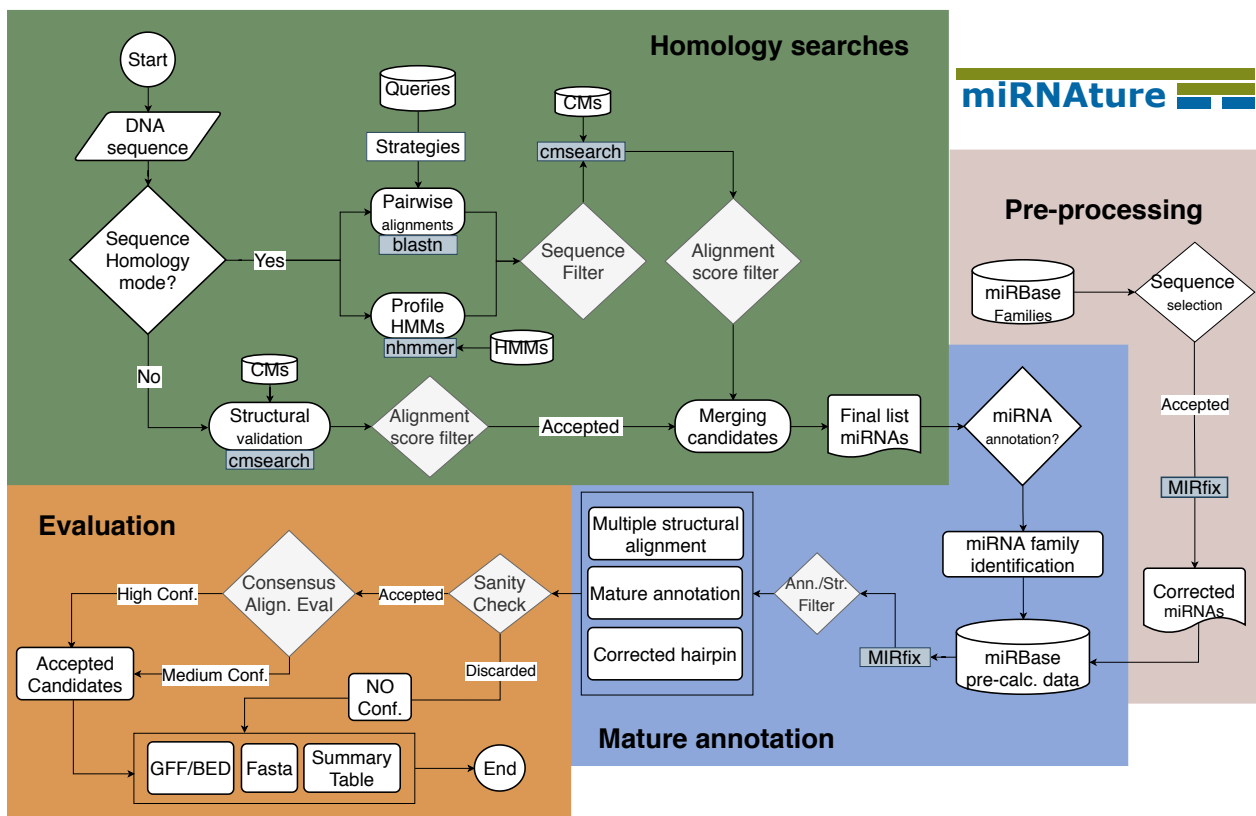 Homology searches
Start
DNA
sequence
Sequence
Homology
mode?
Yes
No
Queries
Strategies
Pairwise
alignments
blastn
Profile
HMMs
nhmmer
HMMs
Sequence
Filter
CMs
cmsearch
Alignment
score filter
CMs
Structural
validation
cmsearch
Alignment
score filter
Accepted
Merging
candidates
Final list
miRNAs
miRNAture
Pre-processing
miRBase
Families
Sequence
selection
Accepted
MIRfix
Corrected
miRNAs
miRNA
annotation?
miRNA family
identification
miRBase
pre-calc. data
MIRfix
Ann./Str.
Filter
Multiple structural
alignment
Mature annotation
Corrected hairpin
Mature annotation
Evaluation
Sanity
Check
Accepted
Discarded
Consensus
Align. Eval
High Conf.
Medium Conf.
Accepted
Candidates
NO
Conf.
GFF/BED
Fasta
Summary
Table
End